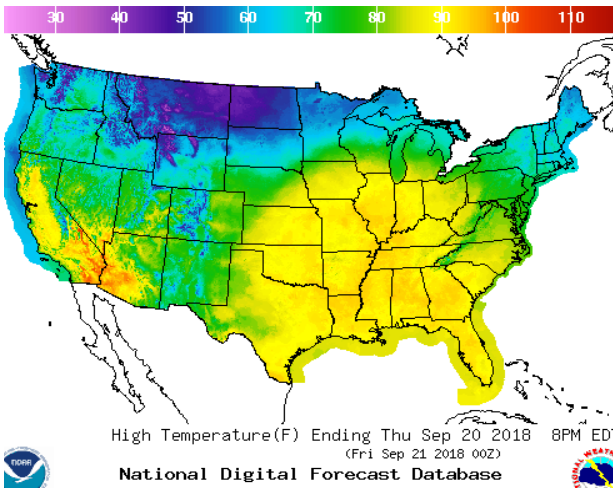 30 40 50 60 70 80 90 100 110
High Temperature(F) Ending Thu Sep 20 2018 8PM EDT
(Fri Sep 21 2018 00Z)
National Digital Forecast Database
NOAA